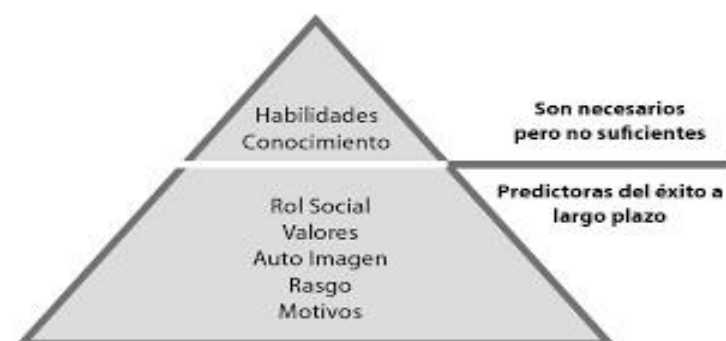 Habilidades
Conocimiento
Son necesarios
pero no suficientes
Rol Social
Valores
Auto Imagen
Rasgo
Motivos
Predictoras del éxito a
largo plazo